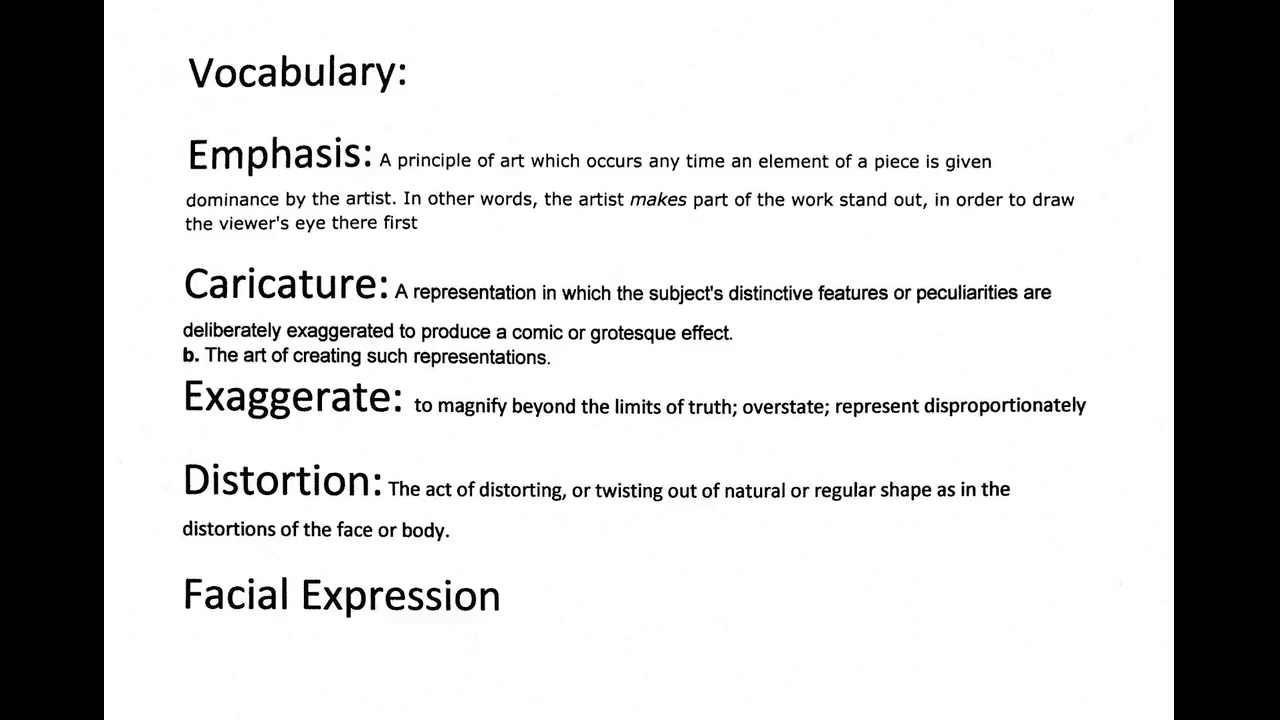 Vocabulary:
Emphasis: A principle of art which occurs any time an element of a piece is given
dominance by the artist. In other words, the artist makes part of the work stand out, in order to draw
the viewer's eye there first
Caricature: A representation in which the subject's distinctive features or peculiarities are
deliberately exaggerated to produce a comic or grotesque effect.
b. The art of creating such representations.
Exaggerate: to magnify beyond the limits of truth; overstate; represent disproportionately
Distortion: The act of distorting, or twisting out of natural or regular shape as in the
distortions of the face or body.
Facial Expression